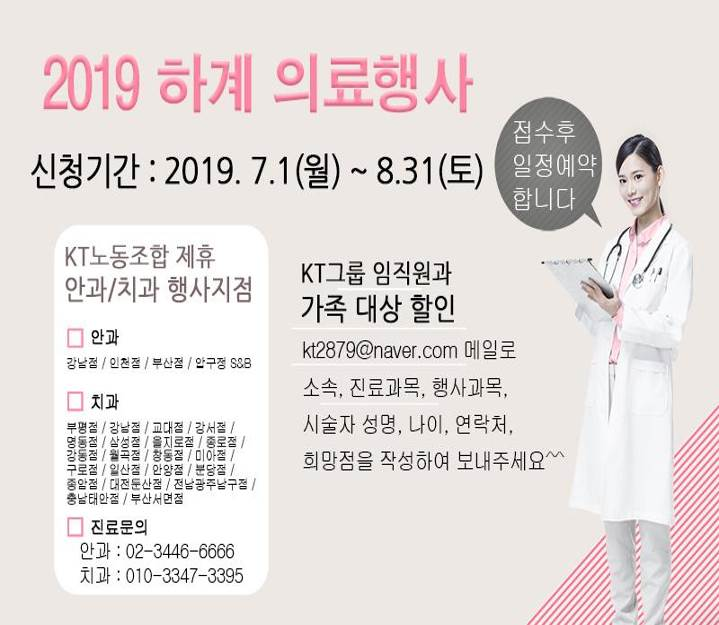 2019 하계 의료행사
신청기간 : 2019. 7.1(월) ~ 8.31(토)
접수후
일정예약
합니다
KT노동조합 제휴
안과/치과 행사지점
안과
강남점 / 인천점 / 부산점 / 압구정 S&B
치과
부평점 / 강남점 / 교대점 / 강서점 /
명동점 / 삼성점 / 을지로점 / 종로점 /
강동점 / 월곡점 / 창동점 / 미아점 /
구로점 / 일산점 / 안양점 / 분당점 /
종암점 / 대전둔산점 / 전남광주남구점 /
충남태안점 / 부산서면점
진료문의
안과 : 02-3446-6666
치과 : 010-3347-3395
KT그룹 임직원과
가족 대상 할인
kt2879@naver.com 메일로
소속, 진료과목, 행사과목,
시술자 성명, 나이, 연락처,
희망점을 작성하여 보내주세요^^